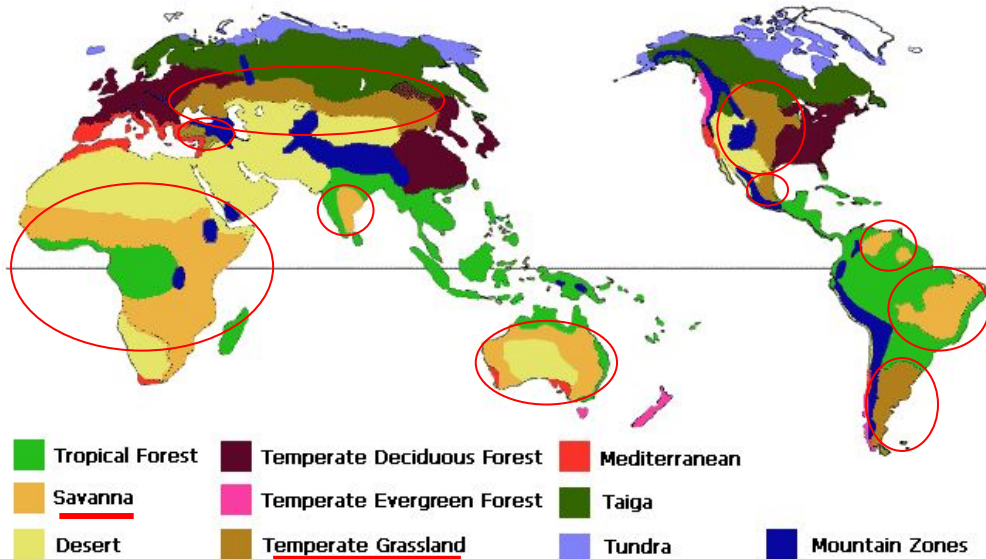 Tropical Forest
Temperate Deciduous Forest
Mediterranean
Savanna
Temperate Evergreen Forest
Taiga
Desert
Temperate Grassland
Tundra
Mountain Zones